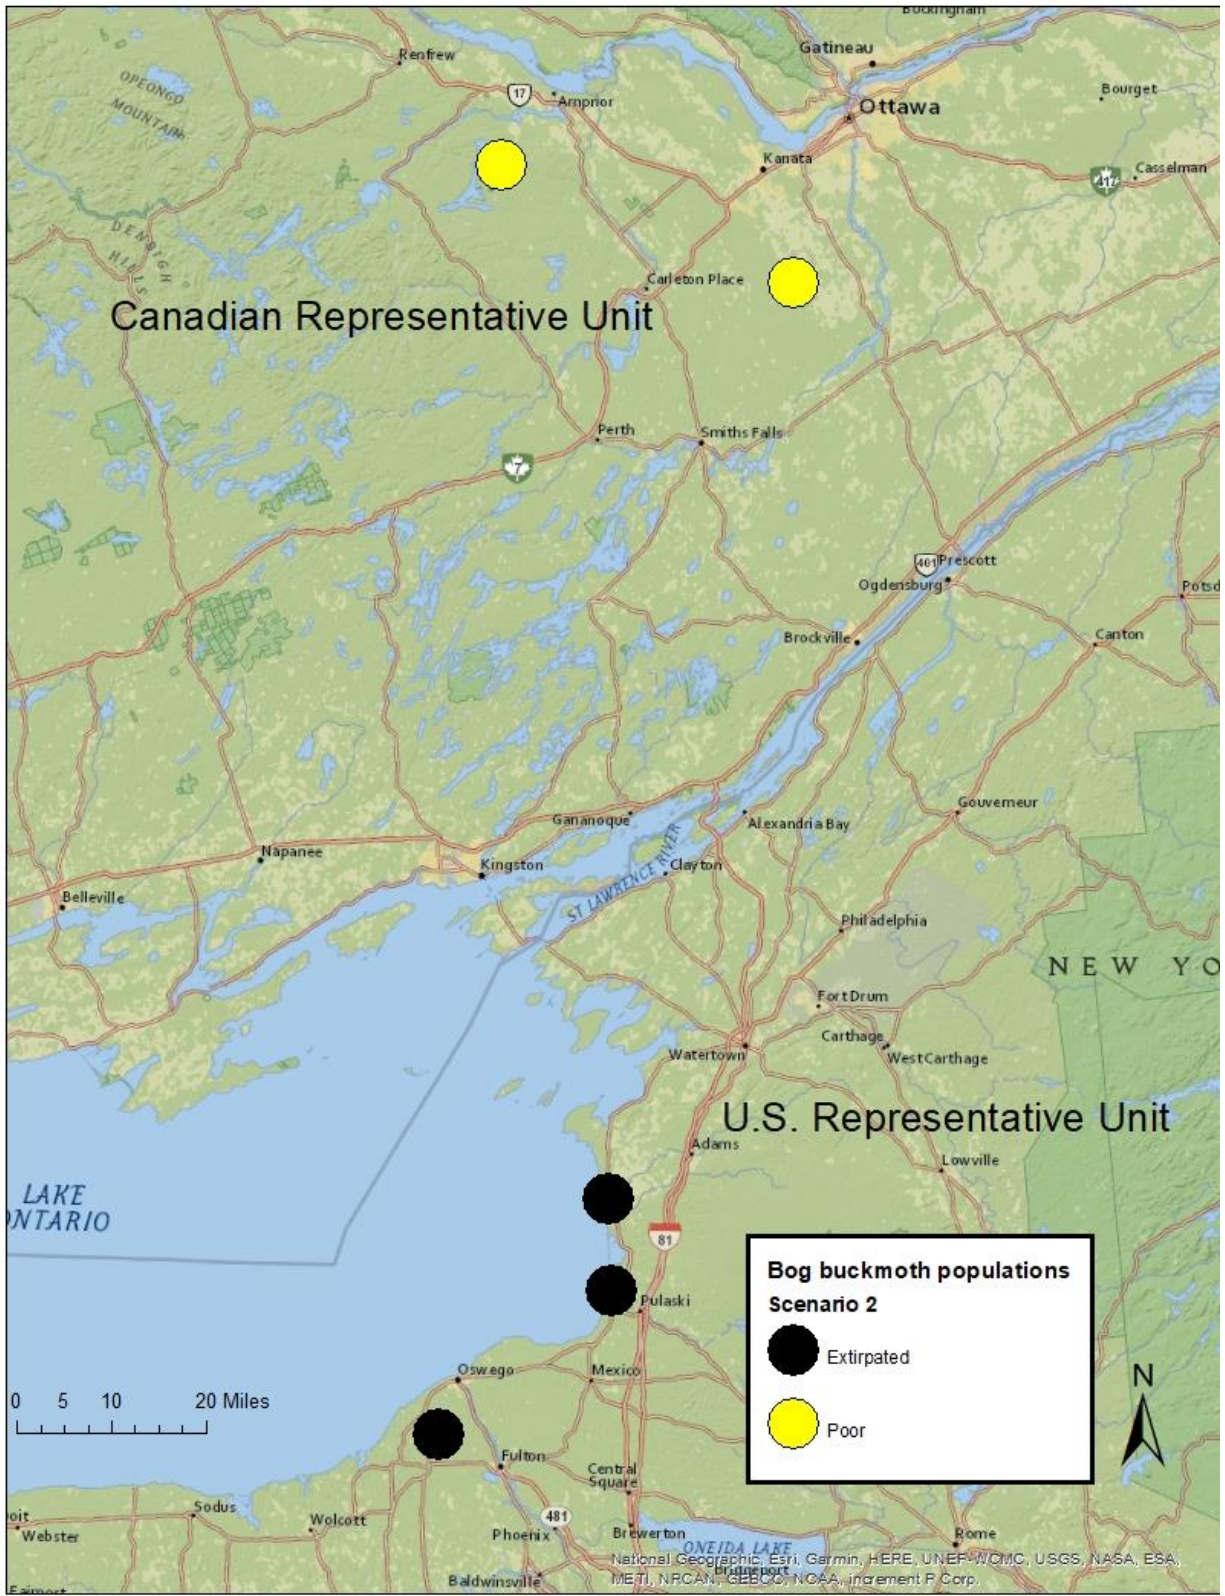 Buckingham
Gatineau
Renfrew
OPEONGO
MOUNTAIN
17
Arnprior
Ottawa
Bourget
Kanata
417
Casselman
DENBIGH
HILLS
Carleton Place
Canadian Representative Unit
Perth
Smiths Falls
7
401
Prescott
Ogdensburg
Potsd
Brockville
Canton
Gananoque
Alexandria Bay
Gouverneur
Napanee
Kingston
Clayton
ST LAWRENCE RIVER
Belleville
Philadelphia
NEW YO
Fort Drum
Carthage
West Carthage
Watertown
U.S. Representative Unit
Adams
Lowville
LAKE
ONTARIO
81
Bog buckmoth populations
Scenario 2
Extirpated
Poor
Pulaski
Oswego
Mexico
N
0 5 10 20 Miles
Fulton
Central
Square
Sodus
Wolcott
481
oit
Webster
Phoenix
Brewerton
ONEIDA LAKE
Rome
Bridgeport
Baldwinsville
Fairport
National Geographic, Esri, Garmin, HERE, UNEP-WCMC, USGS, NASA, ESA,
METI, NRCAN, GEBCO, NOAA, increment P Corp.